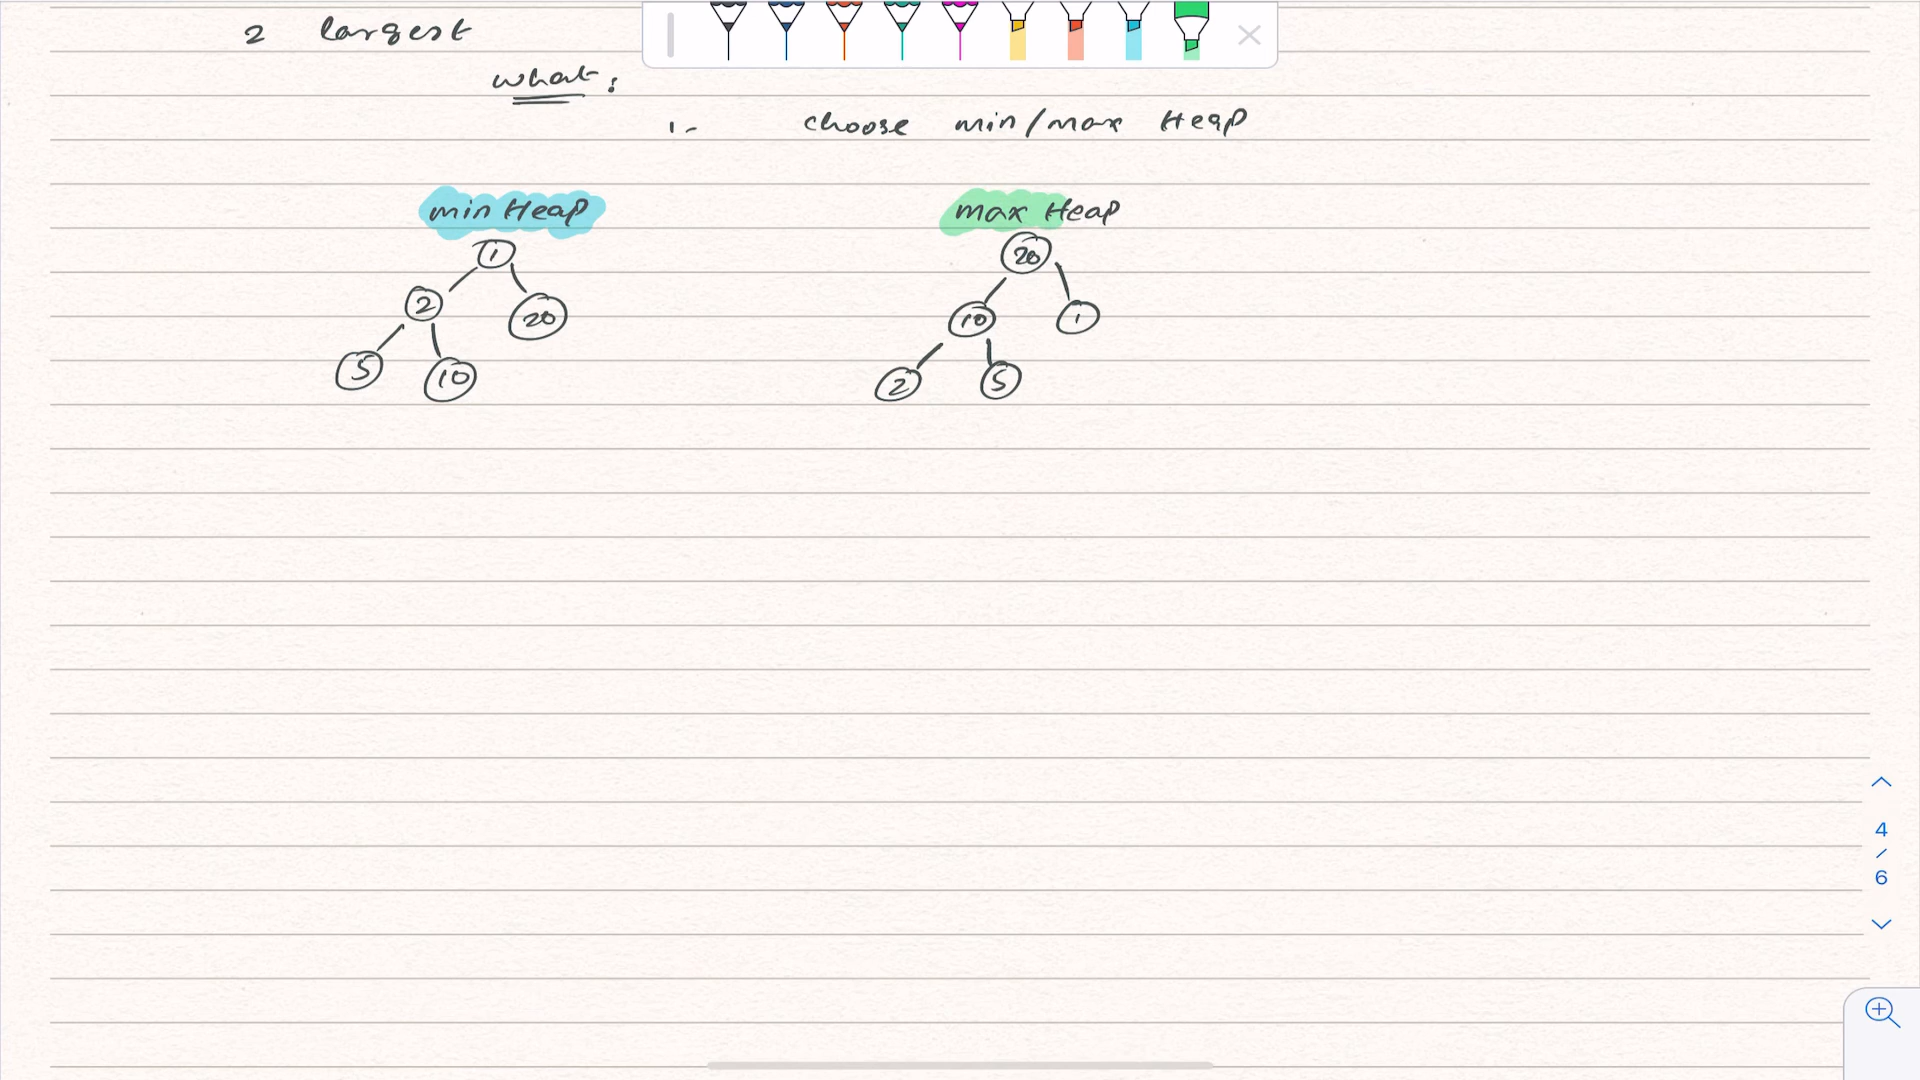 2 largest
what:
1- choose min/max Heap
min Heap
max Heap
1
20
2
20
10
1
5
10
2
5
4
/
6